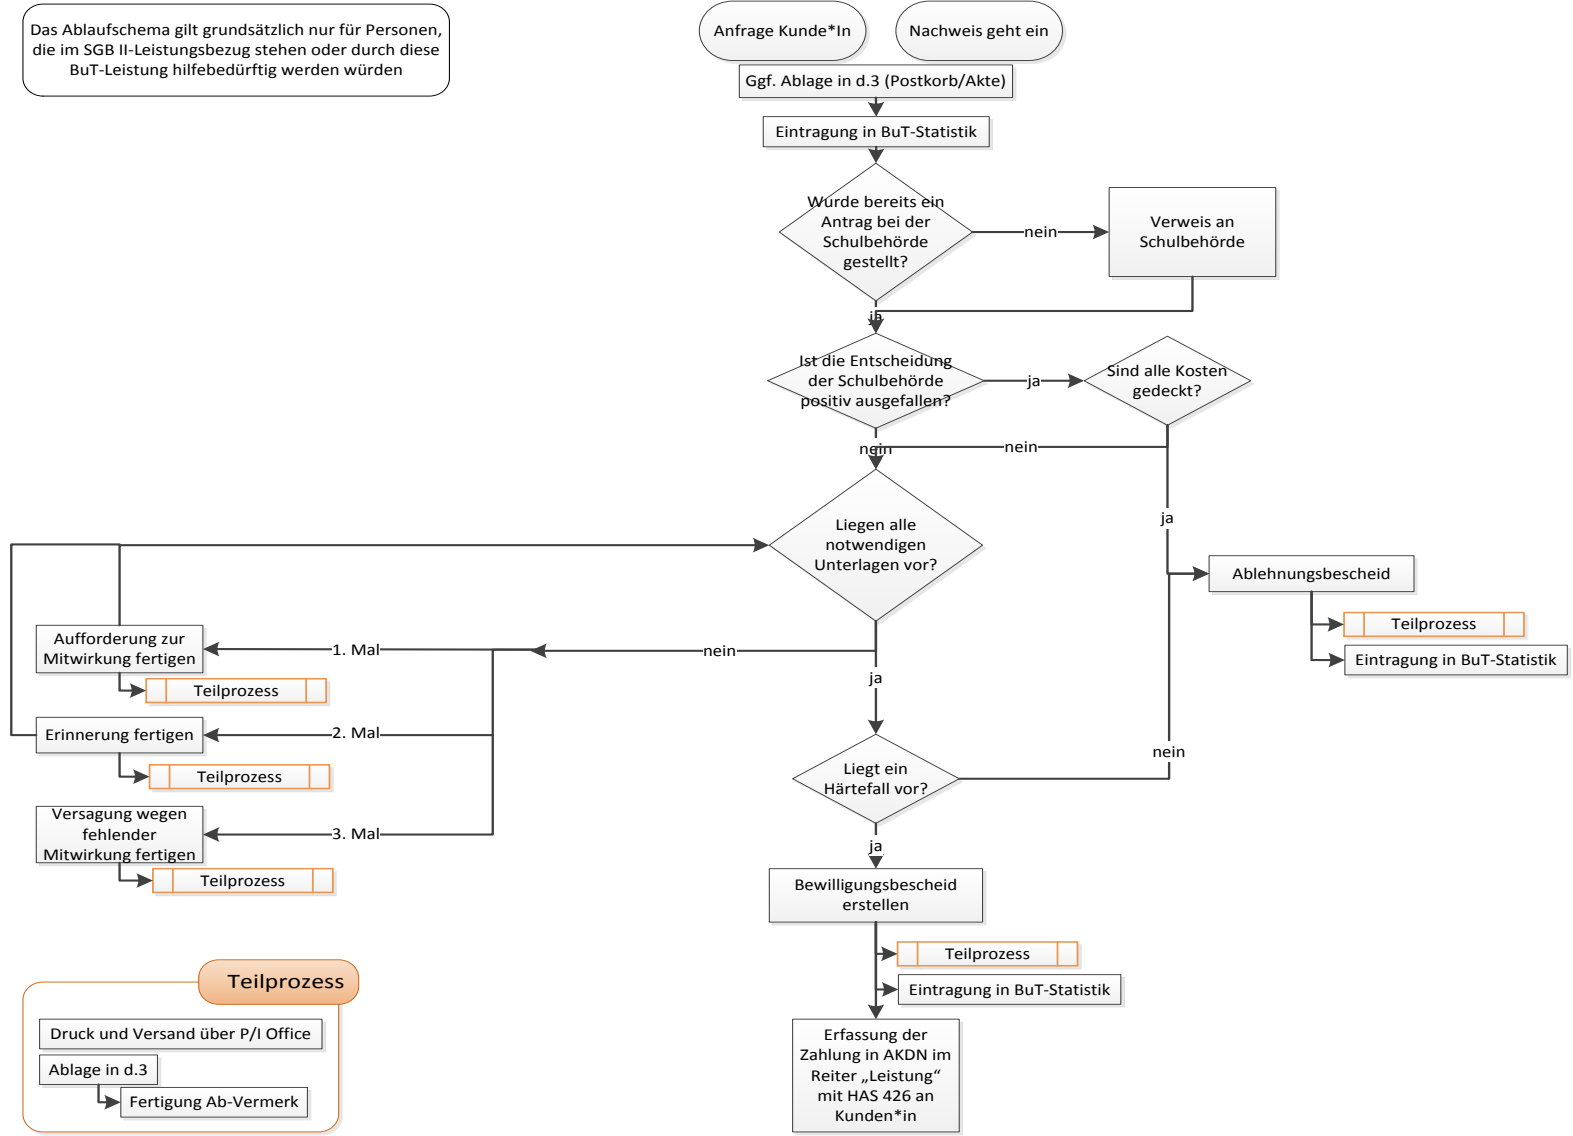 Das Ablaufschema gilt grundsätzlich nur für Personen,
die im SGB II-Leistungsbezug stehen oder durch diese
BuT-Leistung hilfebedürftig werden würden
Anfrage Kunde*In
Nachweis geht ein
Ggf. Ablage in d.3 (Postkorb/Akte)
Eintragung in BuT-Statistik
Wurde bereits ein
Antrag bei der
Schulbehörde
gestellt?
nein
Verweis an
Schulbehörde
ja
Ist die Entscheidung
der Schulbehörde
positiv ausgefallen?
ja
Sind alle Kosten
gedeckt?
nein
nein
ja
Liegen alle
notwendigen
Unterlagen vor?
Ablehnungsbescheid
Teilprozess
Eintragung in BuT-Statistik
nein
1. Mal
Aufforderung zur
Mitwirkung fertigen
Teilprozess
2. Mal
Erinnerung fertigen
Teilprozess
3. Mal
Versagung wegen
fehlender
Mitwirkung fertigen
Teilprozess
ja
Liegt ein
Härtefall vor?
nein
ja
Bewilligungsbescheid
erstellen
Teilprozess
Eintragung in BuT-Statistik
Erfassung der
Zahlung in AKDN im
Reiter „Leistung“
mit HAS 426 an
Kunden*in
Teilprozess
Druck und Versand über P/I Office
Ablage in d.3
Fertigung Ab-Vermerk